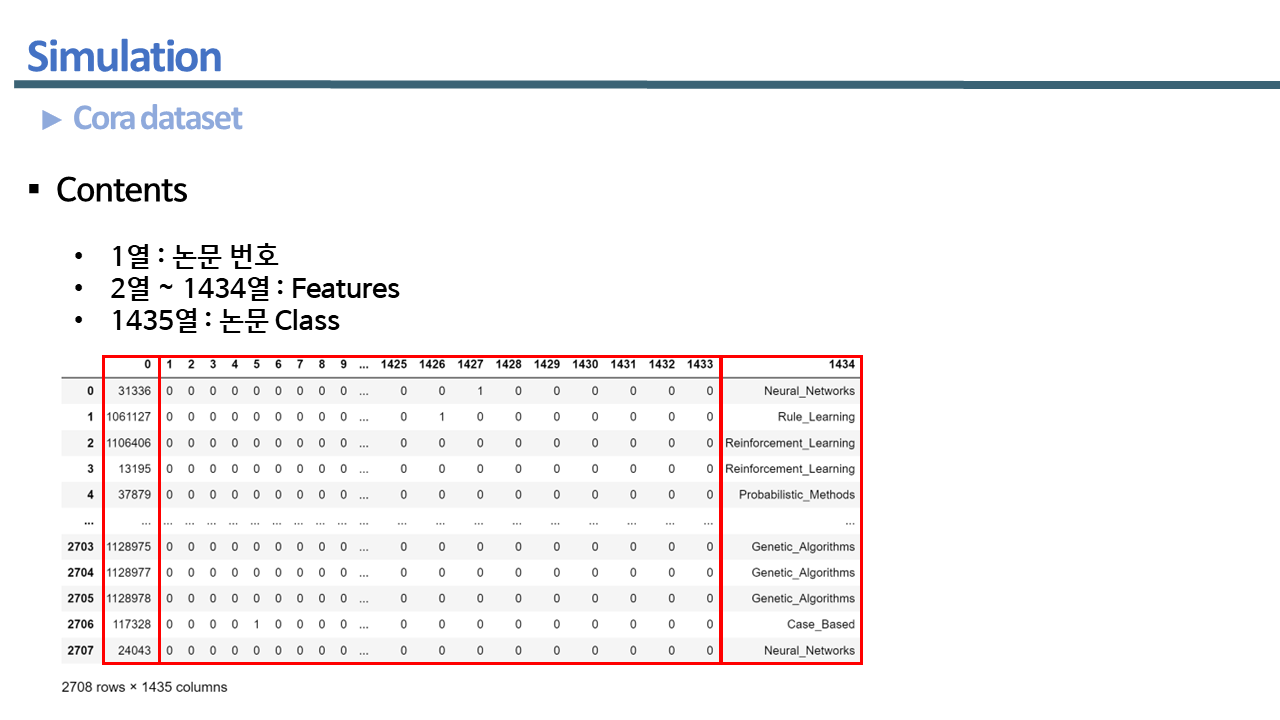 Simulation
► Cora dataset
▪ Contents
• 1열 : 논문 번호
• 2열 ~ 1434열 : Features
• 1435열 : 논문 Class
0 1 2 3 4 5 6 7 8 9 ... 1425 1426 1427 1428 1429 1430 1431 1432 1433 1434
0 31336 0 0 0 0 0 0 0 0 0 ... 0 0 1 0 0 0 0 0 0 Neural_Networks
1 1061127 0 0 0 0 0 0 0 0 0 ... 0 1 0 0 0 0 0 0 0 Rule_Learning
2 1106406 0 0 0 0 0 0 0 0 0 ... 0 0 0 0 0 0 0 0 0 Reinforcement_Learning
3 13195 0 0 0 0 0 0 0 0 0 ... 0 0 0 0 0 0 0 0 0 Reinforcement_Learning
4 37879 0 0 0 0 0 0 0 0 0 ... 0 0 0 0 0 0 0 0 0 Probabilistic_Methods
... ... ... ... ... ... ... ... ... ... ... ... ... ... ... ... ... ... ... ... ... ...
2703 1128975 0 0 0 0 0 0 0 0 0 ... 0 0 0 0 0 0 0 0 0 Genetic_Algorithms
2704 1128977 0 0 0 0 0 0 0 0 0 ... 0 0 0 0 0 0 0 0 0 Genetic_Algorithms
2705 1128978 0 0 0 0 0 0 0 0 0 ... 0 0 0 0 0 0 0 0 0 Genetic_Algorithms
2706 117328 0 0 0 0 1 0 0 0 0 ... 0 0 0 0 0 0 0 0 0 Case_Based
2707 24043 0 0 0 0 0 0 0 0 0 ... 0 0 0 0 0 0 0 0 0 Neural_Networks
2708 rows × 1435 columns